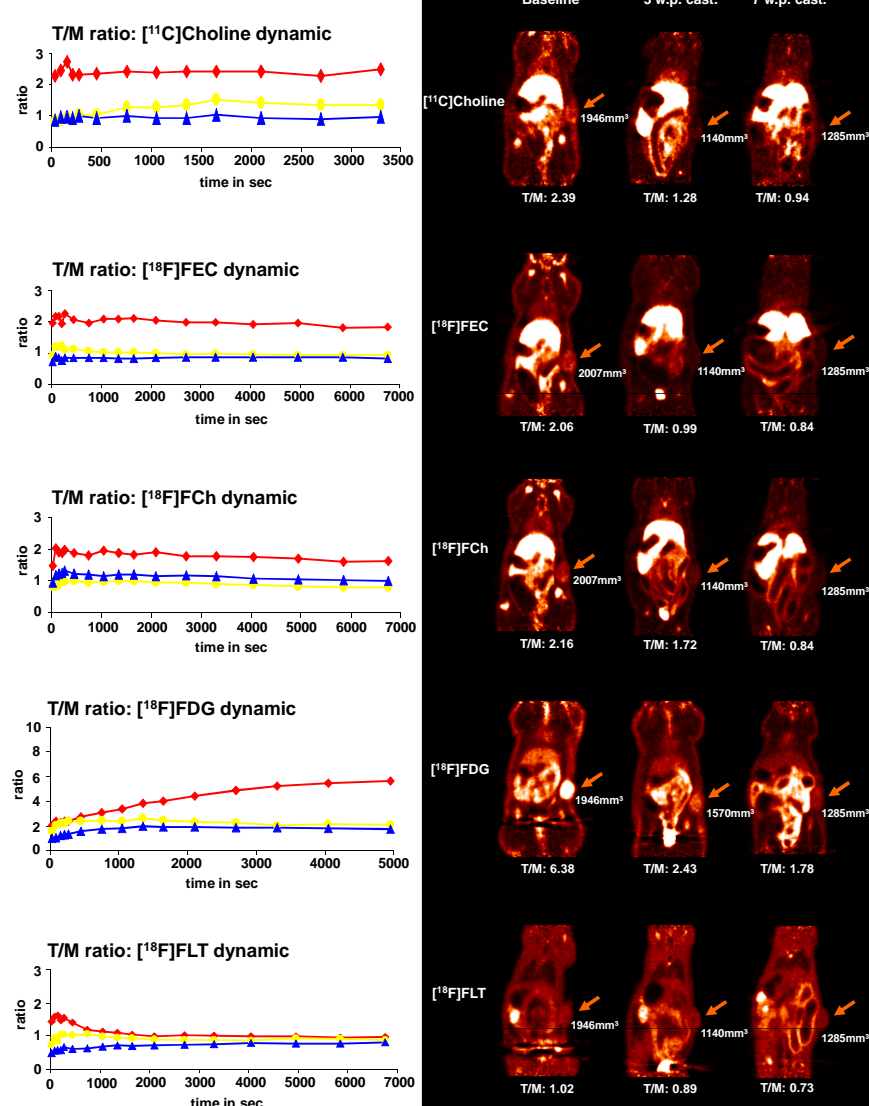 Baseline 3 w.p. cast. 7 w.p. cast.
T/M ratio: [¹¹C]Choline dynamic
3
2
1
0
ratio
0 500 1000 1500 2000 2500 3000 3500
time in sec
[¹¹C]Choline
1946mm³
1140mm³
1285mm³
T/M: 2.39 T/M: 1.28 T/M: 0.94
T/M ratio: [¹⁸F]FEC dynamic
3
2
1
0
ratio
0 1000 2000 3000 4000 5000 6000 7000
time in sec
[¹⁸F]FEC
2007mm³
1140mm³
1285mm³
T/M: 2.06 T/M: 0.99 T/M: 0.84
T/M ratio: [¹⁸F]FCh dynamic
3
2
1
0
ratio
0 1000 2000 3000 4000 5000 6000 7000
time in sec
[¹⁸F]FCh
2007mm³
1140mm³
1285mm³
T/M: 2.16 T/M: 1.72 T/M: 0.84
T/M ratio: [¹⁸F]FDG dynamic
10
8
6
4
2
0
ratio
0 1000 2000 3000 4000 5000
time in sec
[¹⁸F]FDG
1946mm³
1570mm³
1285mm³
T/M: 6.38 T/M: 2.43 T/M: 1.78
T/M ratio: [¹⁸F]FLT dynamic
3
2
1
0
ratio
0 1000 2000 3000 4000 5000 6000 7000
time in sec
[¹⁸F]FLT
1946mm³
1140mm³
1285mm³
T/M: 1.02 T/M: 0.89 T/M: 0.73